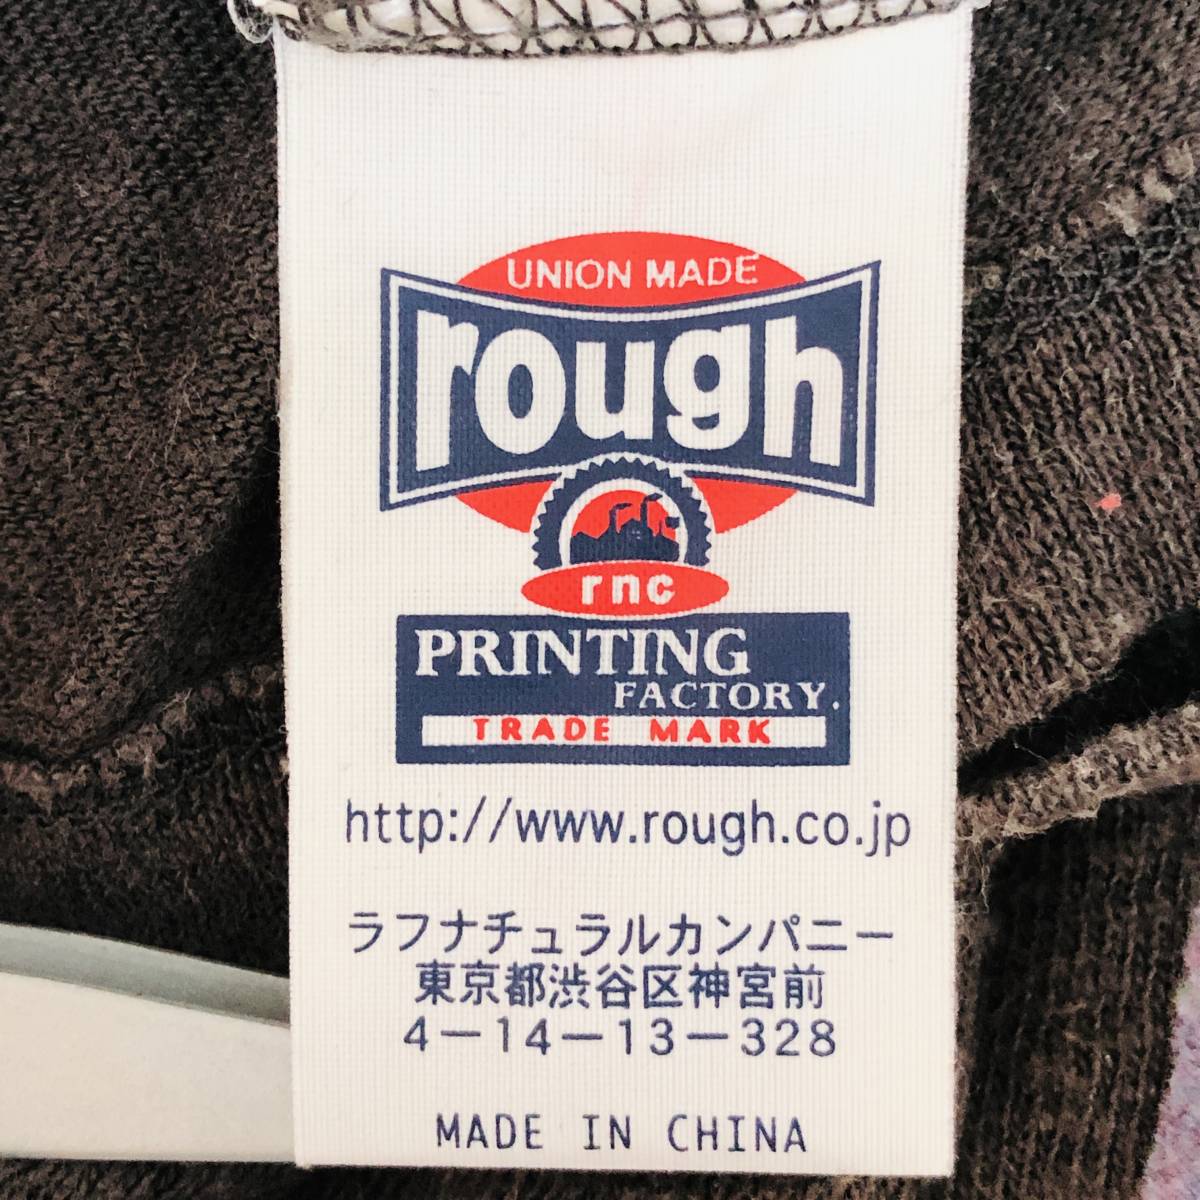 UNION MADE
rough
rnc
PRINTING
FACTORY.
TRADE MARK
http://www.rough.co.jp
ラフナチュラルカンパニー
東京都渋谷区神宮前
4－14－13－328
MADE IN CHINA